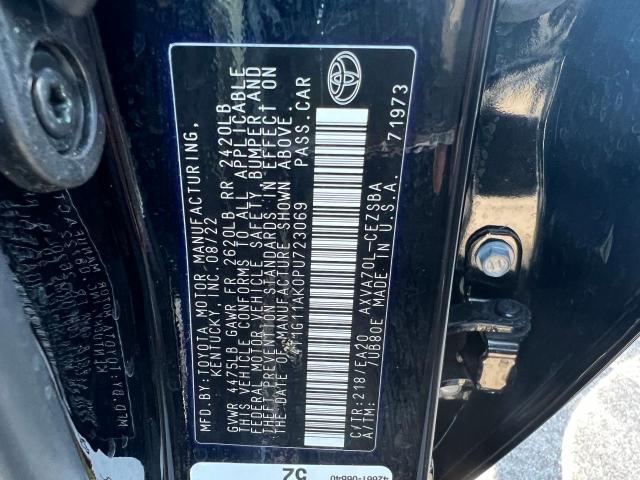 MFD BY:TOYOTA MOTOR MANUFACTURING,
KENTUCKY, INC. 08/22
GVWR 4475LB GAWR FR 2620LB RR 2420LB
THIS VEHICLE CONFORMS TO ALL APPLICABLE
FEDERAL MOTOR VEHICLE SAFETY, BUMPER, AND
THEFT PREVENTION STANDARDS IN EFFECT ON
THE DATE OF MANUFACTURE SHOWN ABOVE.
4T1G11AK0PU723069 PASS.CAR
C/TR:218/EA20 AXVA70L-CEZSBA
A/TM: MADE IN U.S.A. 71973
52